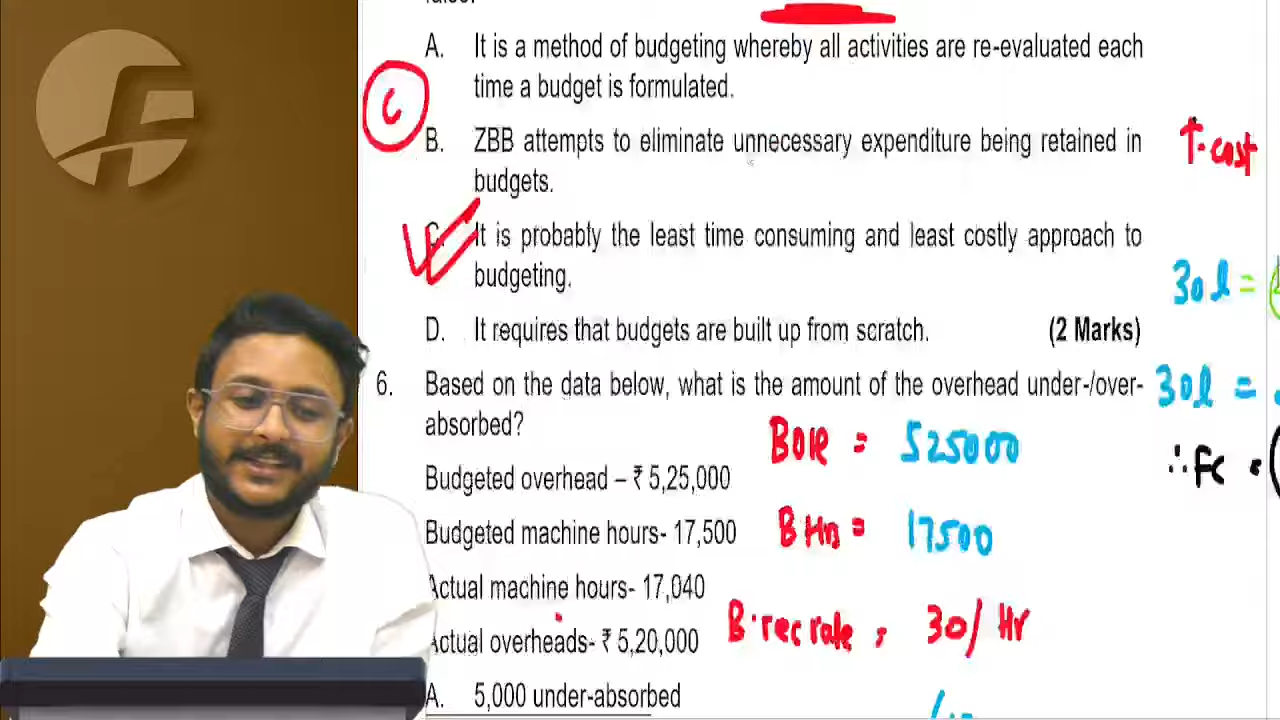 A. It is a method of budgeting whereby all activities are re-evaluated each
time a budget is formulated.
C
B. ZBB attempts to eliminate unnecessary expenditure being retained in
budgets.
↑ cost
C. It is probably the least time consuming and least costly approach to
budgeting.
30l =
D. It requires that budgets are built up from scratch. (2 Marks)
6. Based on the data below, what is the amount of the overhead under-/over-
absorbed?
30l =
BOR = 525000
∴ FC =
Budgeted overhead – ₹ 5,25,000
Budgeted machine hours- 17,500
BHR = 17500
Actual machine hours- 17,040
Actual overheads- ₹ 5,20,000
B. rec rate = 30/ Hr
A. 5,000 under-absorbed